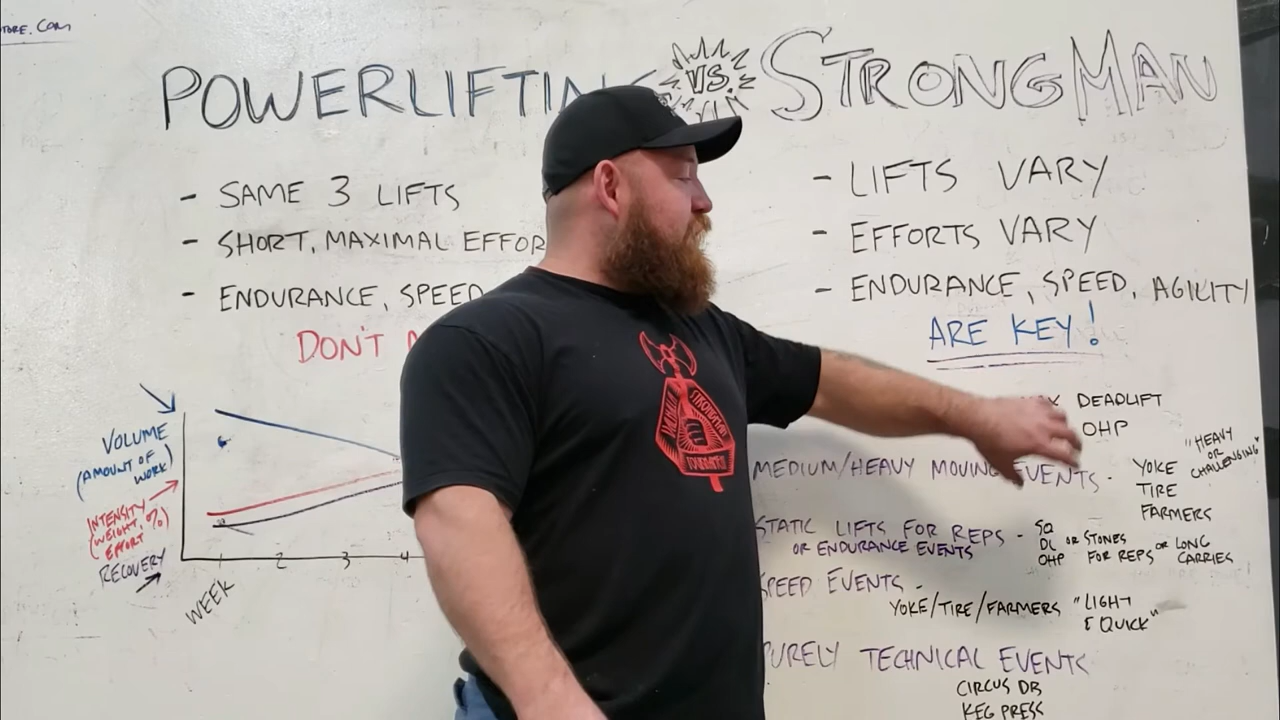 POWERLIFTING VS. STRONGMAN
- SAME 3 LIFTS
- SHORT, MAXIMAL EFFOR
- ENDURANCE, SPEED
DON'T
VOLUME
(AMOUNT OF
WORK)
INTENSITY
(WEIGHT, %)
EFFORT
RECOVERY
1 2 3 4
WEEK
- LIFTS VARY
- EFFORTS VARY
- ENDURANCE, SPEED, AGILITY
ARE KEY!
DEADLIFT
OHP
MEDIUM/HEAVY MOVING EVENTS -
YOKE
TIRE
FARMERS
"HEAVY
OR
CHALLENGING"
STATIC LIFTS FOR REPS -
OR ENDURANCE EVENTS
SQ
DL OR STONES
OHP FOR REPS OR LONG
CARRIES
SPEED EVENTS -
YOKE/TIRE/FARMERS "LIGHT
& QUICK"
PURELY TECHNICAL EVENTS
CIRCUS DB
KEG PRESS
STRONGMAN